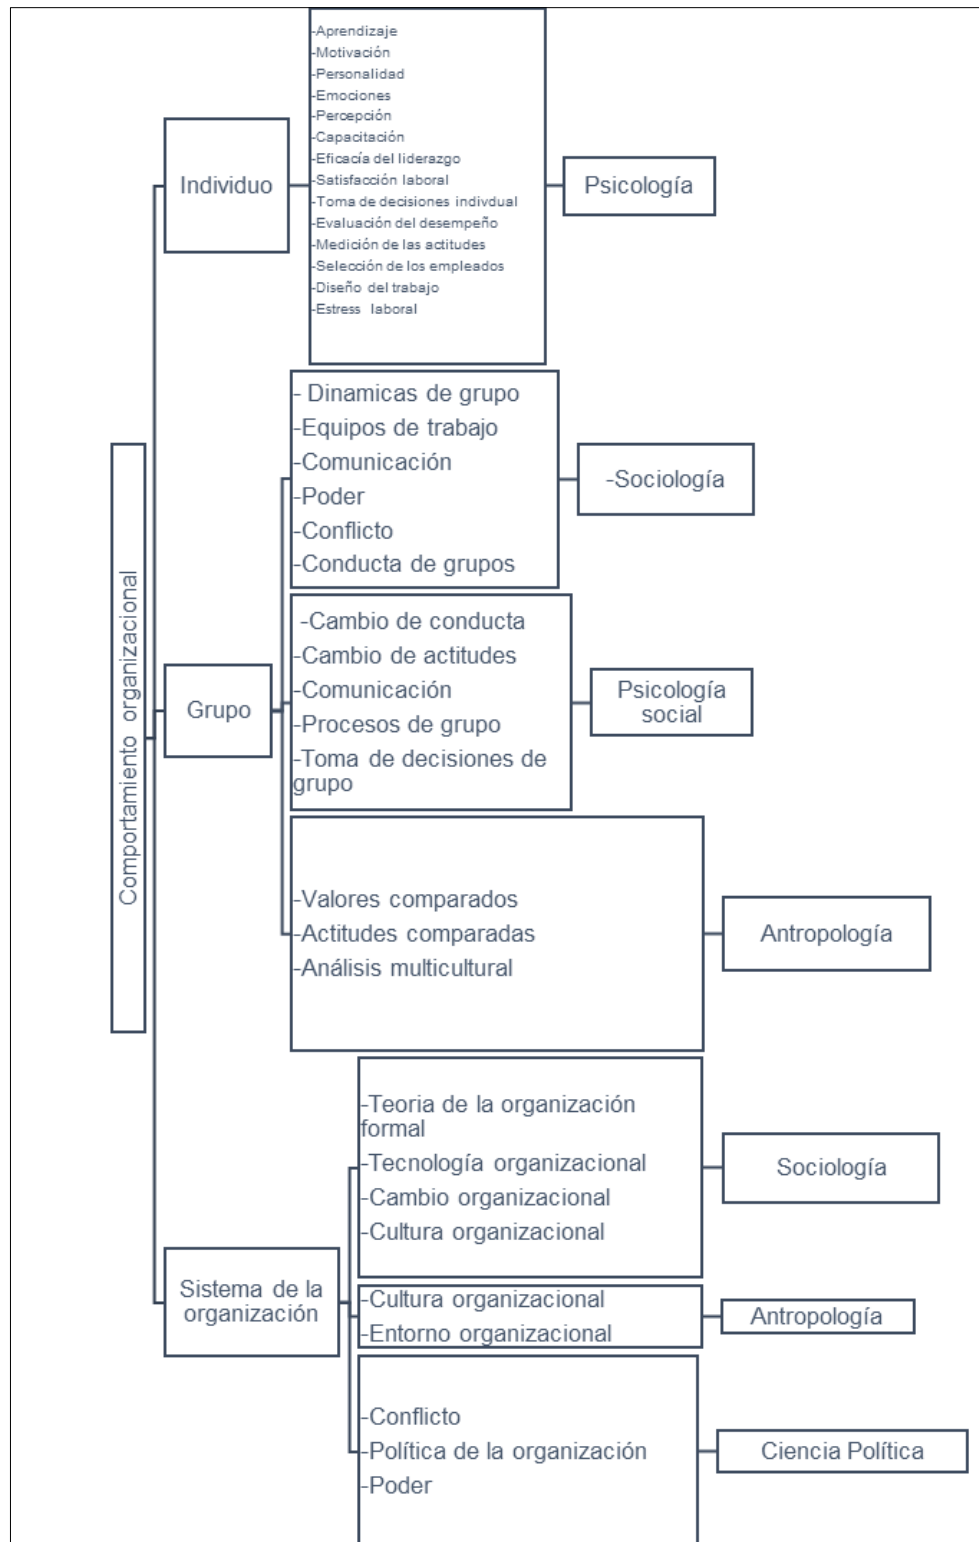 Comportamiento organizacional
Individuo
-Aprendizaje
-Motivación
-Personalidad
-Emociones
-Percepción
-Capacitación
-Eficacía del liderazgo
-Satisfacción laboral
-Toma de decisiones indivdual
-Evaluación del desempeño
-Medición de las actitudes
-Selección de los empleados
-Diseño del trabajo
-Estress laboral
Psicología
Grupo
- Dinamicas de grupo
-Equipos de trabajo
-Comunicación
-Poder
-Conflicto
-Conducta de grupos
-Sociología
-Cambio de conducta
-Cambio de actitudes
-Comunicación
-Procesos de grupo
-Toma de decisiones de
grupo
Psicología
social
-Valores comparados
-Actitudes comparadas
-Análisis multicultural
Antropología
Sistema de la
organización
-Teoria de la organización
formal
-Tecnología organizacional
-Cambio organizacional
-Cultura organizacional
Sociología
-Cultura organizacional
-Entorno organizacional
Antropología
-Conflicto
-Política de la organización
-Poder
Ciencia Política